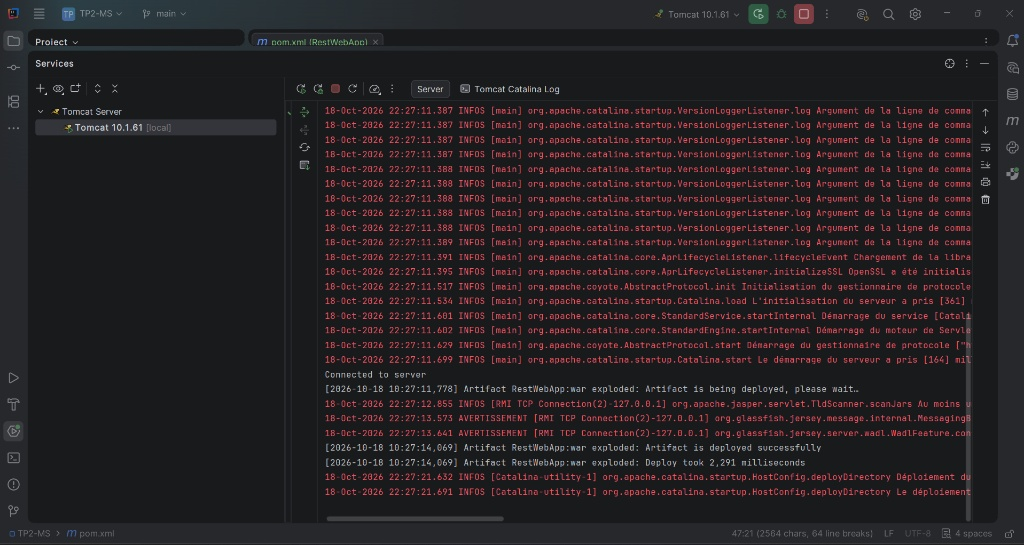 TP TP2-MS main Tomcat 10.1.61
Project
pom.xml (RestWebApp)
Services
Server Tomcat Catalina Log
Tomcat Server
Tomcat 10.1.61 [local]
18-Oct-2026 22:27:11.387 INFOS [main] org.apache.catalina.startup.VersionLoggerListener.log Argument de la ligne de comma
18-Oct-2026 22:27:11.387 INFOS [main] org.apache.catalina.startup.VersionLoggerListener.log Argument de la ligne de comma
18-Oct-2026 22:27:11.387 INFOS [main] org.apache.catalina.startup.VersionLoggerListener.log Argument de la ligne de comma
18-Oct-2026 22:27:11.387 INFOS [main] org.apache.catalina.startup.VersionLoggerListener.log Argument de la ligne de comma
18-Oct-2026 22:27:11.388 INFOS [main] org.apache.catalina.startup.VersionLoggerListener.log Argument de la ligne de comma
18-Oct-2026 22:27:11.388 INFOS [main] org.apache.catalina.startup.VersionLoggerListener.log Argument de la ligne de comma
18-Oct-2026 22:27:11.388 INFOS [main] org.apache.catalina.startup.VersionLoggerListener.log Argument de la ligne de comma
18-Oct-2026 22:27:11.388 INFOS [main] org.apache.catalina.startup.VersionLoggerListener.log Argument de la ligne de comma
18-Oct-2026 22:27:11.388 INFOS [main] org.apache.catalina.startup.VersionLoggerListener.log Argument de la ligne de comma
18-Oct-2026 22:27:11.389 INFOS [main] org.apache.catalina.startup.VersionLoggerListener.log Argument de la ligne de comma
18-Oct-2026 22:27:11.391 INFOS [main] org.apache.catalina.core.AprLifecycleListener.lifecycleEvent Chargement de la libra
18-Oct-2026 22:27:11.395 INFOS [main] org.apache.catalina.core.AprLifecycleListener.initializeSSL OpenSSL a été initialis
18-Oct-2026 22:27:11.517 INFOS [main] org.apache.coyote.AbstractProtocol.init Initialisation du gestionnaire de protocole
18-Oct-2026 22:27:11.534 INFOS [main] org.apache.catalina.startup.Catalina.load L'initialisation du serveur a pris [361]
18-Oct-2026 22:27:11.601 INFOS [main] org.apache.catalina.core.StandardService.startInternal Démarrage du service [Catali
18-Oct-2026 22:27:11.602 INFOS [main] org.apache.catalina.core.StandardEngine.startInternal Démarrage du moteur de Servle
18-Oct-2026 22:27:11.629 INFOS [main] org.apache.coyote.AbstractProtocol.start Démarrage du gestionnaire de protocole ["h
18-Oct-2026 22:27:11.699 INFOS [main] org.apache.catalina.startup.Catalina.start Le démarrage du serveur a pris [164] mil
Connected to server
[2026-10-18 10:27:11,778] Artifact RestWebApp:war exploded: Artifact is being deployed, please wait…
18-Oct-2026 22:27:12.855 INFOS [RMI TCP Connection(2)-127.0.0.1] org.apache.jasper.servlet.TldScanner.scanJars Au moins u
18-Oct-2026 22:27:13.573 AVERTISSEMENT [RMI TCP Connection(2)-127.0.0.1] org.glassfish.jersey.message.internal.MessagingB
18-Oct-2026 22:27:13.641 AVERTISSEMENT [RMI TCP Connection(2)-127.0.0.1] org.glassfish.jersey.server.wadl.WadlFeature.con
[2026-10-18 10:27:14,069] Artifact RestWebApp:war exploded: Artifact is deployed successfully
[2026-10-18 10:27:14,069] Artifact RestWebApp:war exploded: Deploy took 2,291 milliseconds
18-Oct-2026 22:27:21.632 INFOS [Catalina-utility-1] org.apache.catalina.startup.HostConfig.deployDirectory Déploiement du
18-Oct-2026 22:27:21.691 INFOS [Catalina-utility-1] org.apache.catalina.startup.HostConfig.deployDirectory Le déploiement
TP2-MS > pom.xml 47:21 (2564 chars, 64 line breaks) LF UTF-8 4 spaces